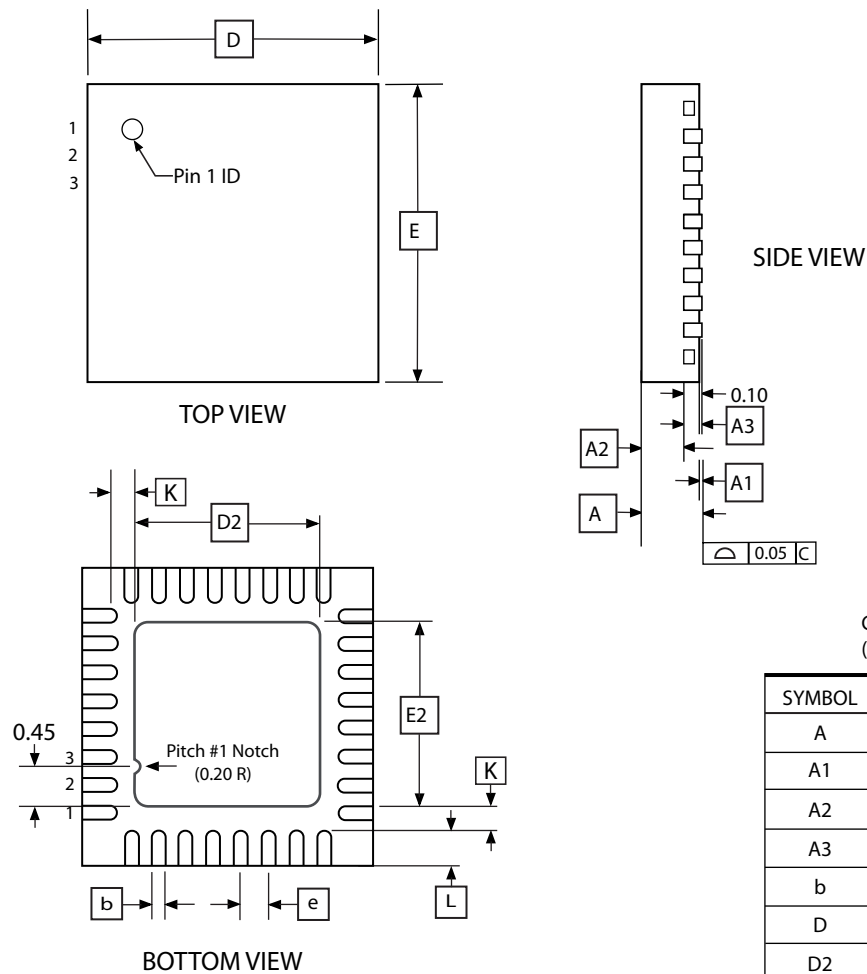 D
1
2
3
Pin 1 ID
E
TOP VIEW
SIDE VIEW
0.10
A3
A2
A1
A
0.05 C
K
D2
0.45
3
2
1
Pitch #1 Notch
(0.20 R)
E2
K
b
e
L
BOTTOM VIEW
SYMBOL
A
A1
A2
A3
b
D
D2